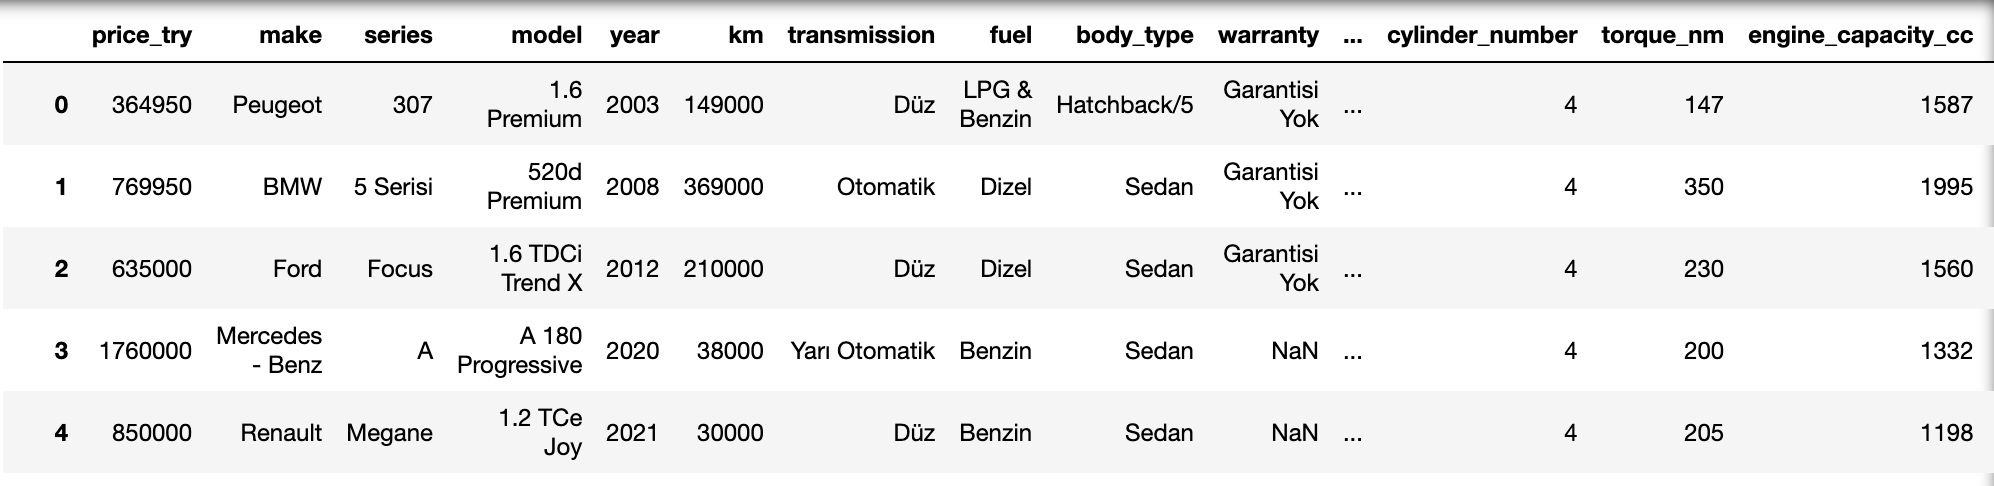 price_try make series model year km transmission fuel body_type warranty ... cylinder_number torque_nm engine_capacity_cc
0 364950 Peugeot 307 1.6 Premium 2003 149000 Düz LPG & Benzin Hatchback/5 Garantisi Yok ... 4 147 1587
1 769950 BMW 5 Serisi 520d Premium 2008 369000 Otomatik Dizel Sedan Garantisi Yok ... 4 350 1995
2 635000 Ford Focus 1.6 TDCi Trend X 2012 210000 Düz Dizel Sedan Garantisi Yok ... 4 230 1560
3 1760000 Mercedes - Benz A A 180 Progressive 2020 38000 Yarı Otomatik Benzin Sedan NaN ... 4 200 1332
4 850000 Renault Megane 1.2 TCe Joy 2021 30000 Düz Benzin Sedan NaN ... 4 205 1198